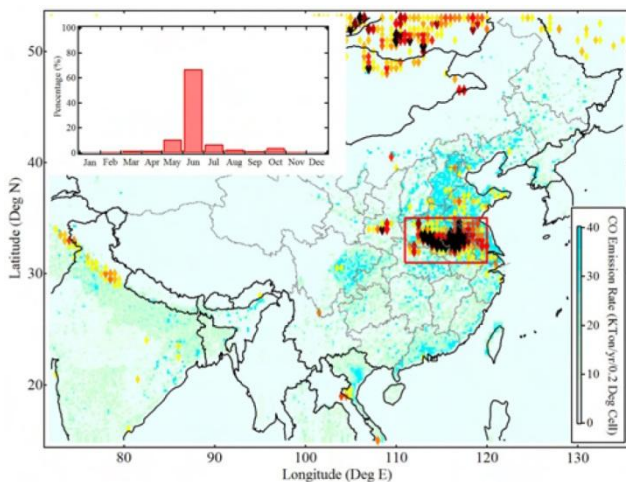 100
80
60
40
20
0
Pencentage (%)
Jan Feb Mar Apr May Jun Jul Aug Sep Oct Nov Dec
50
40
30
20
Latitude (Deg N)
80 90 100 110 120 130
Longitude (Deg E)
40
30
20
10
0
CO Emission Rate (KTon/yr/0.2 Deg Cell)